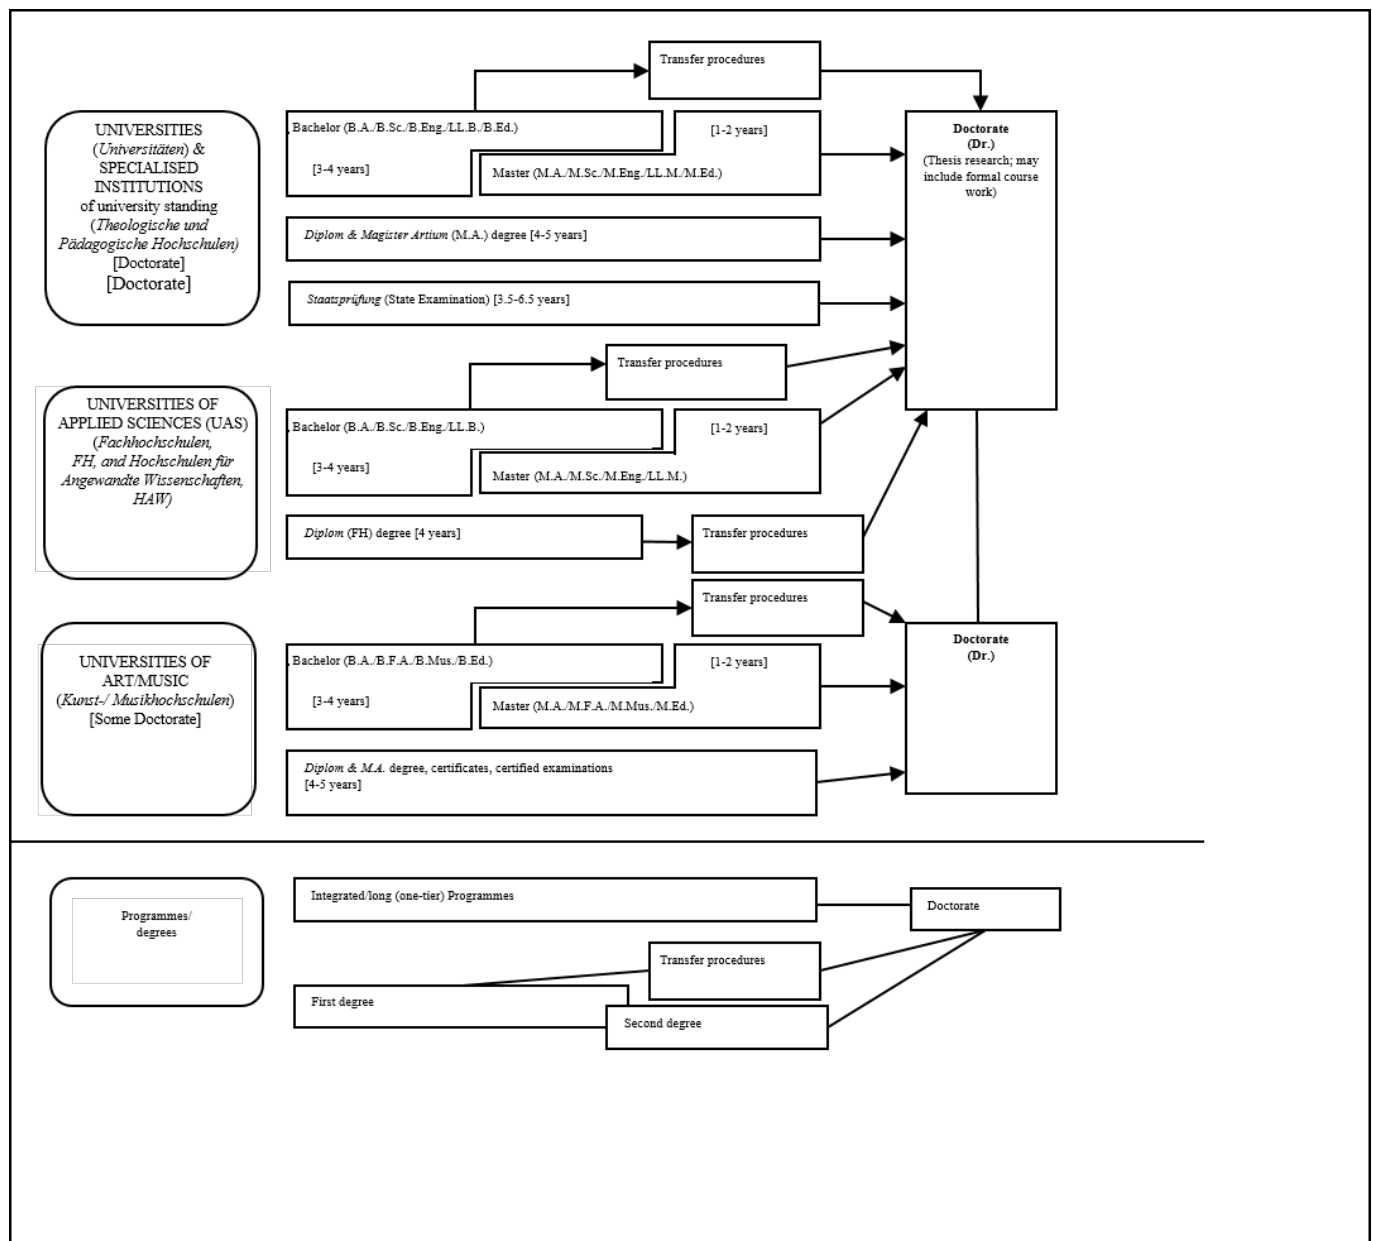 Transfer procedures
UNIVERSITIES
(Universitäten) &
SPECIALISED
INSTITUTIONS
of university standing
(Theologische und
Pädagogische Hochschulen)
[Doctorate]
[Doctorate]
Bachelor (B.A./B.Sc./B.Eng./LL.B./B.Ed.)
[3-4 years]
[1-2 years]
Master (M.A./M.Sc./M.Eng./LL.M./M.Ed.)
Doctorate
(Dr.)
(Thesis research; may
include formal course
work)
Diplom & Magister Artium (M.A.) degree [4-5 years]
Staatsprüfung (State Examination) [3.5-6.5 years]
Transfer procedures
UNIVERSITIES OF
APPLIED SCIENCES (UAS)
(Fachhochschulen,
FH, and Hochschulen für
Angewandte Wissenschaften,
HAW)
Bachelor (B.A./B.Sc./B.Eng./LL.B.)
[3-4 years]
[1-2 years]
Master (M.A./M.Sc./M.Eng./LL.M.)
Diplom (FH) degree [4 years]
Transfer procedures
Transfer procedures
UNIVERSITIES OF
ART/MUSIC
(Kunst-/ Musikhochschulen)
[Some Doctorate]
Bachelor (B.A./B.F.A./B.Mus./B.Ed.)
[3-4 years]
[1-2 years]
Master (M.A./M.F.A./M.Mus./M.Ed.)
Doctorate
(Dr.)
Diplom & M.A. degree, certificates, certified examinations
[4-5 years]
Programmes/
degrees
Integrated/long (one-tier) Programmes
Doctorate
Transfer procedures
First degree
Second degree